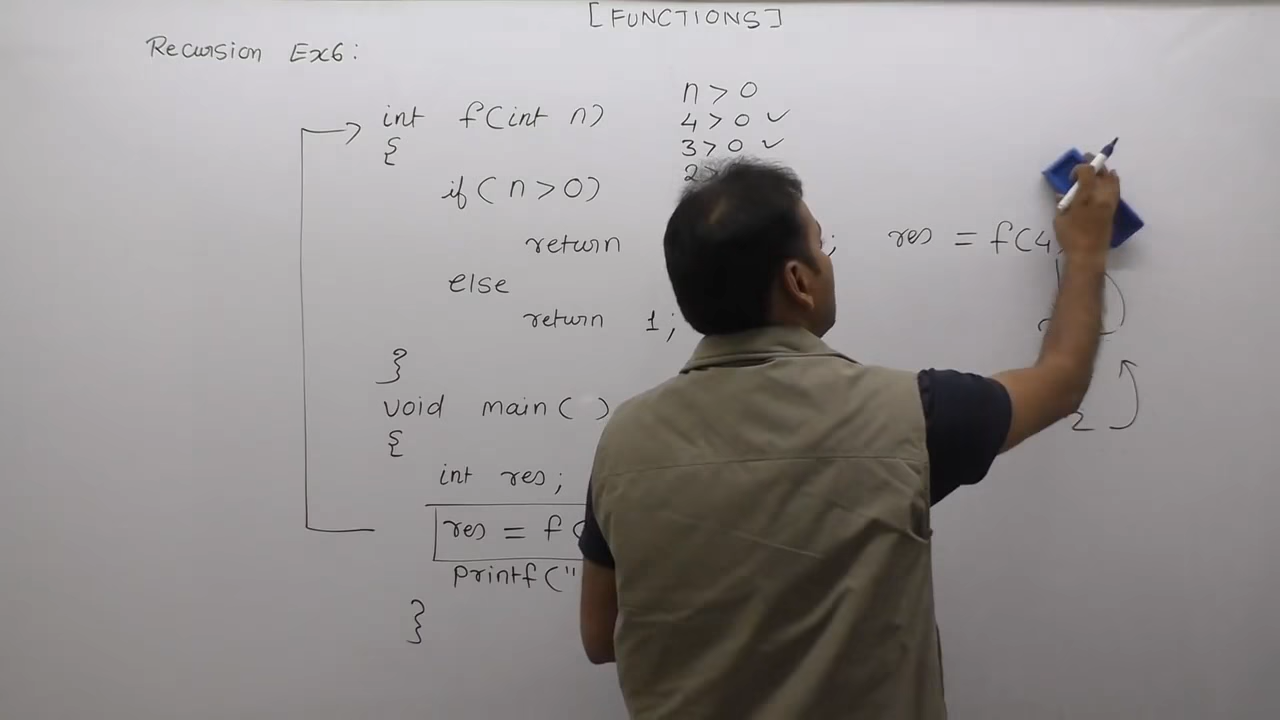 [FUNCTIONS]
Recursion Ex6:
int f(int n)
{
if(n>0)
return ;
else
return 1;
}
void main( )
{
int res;
res = f(
printf("
}
n>0
4>0 ✓
3>0 ✓
2>
res = f(4
2